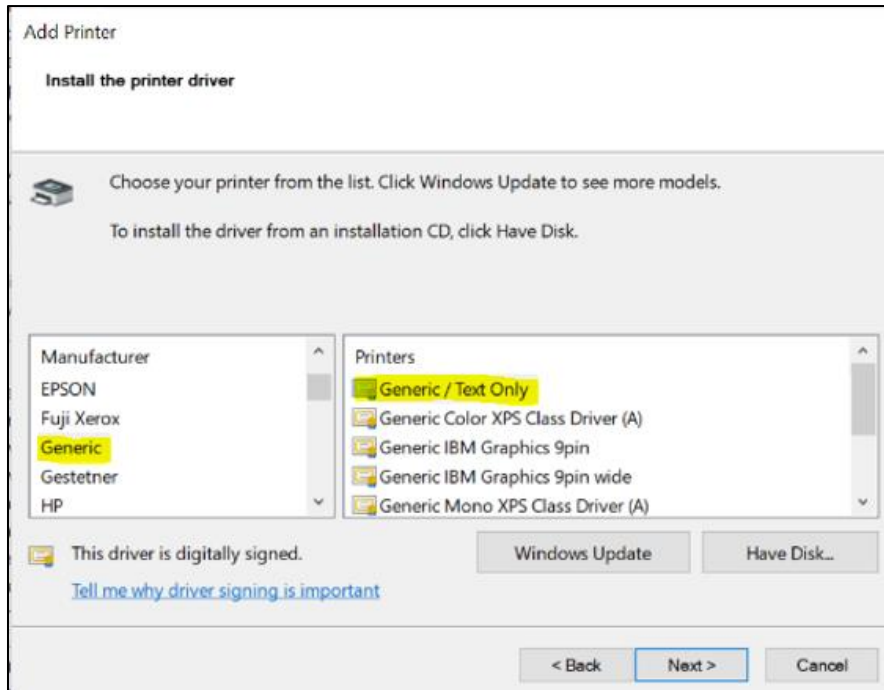 Add Printer
Install the printer driver
Choose your printer from the list. Click Windows Update to see more models.
To install the driver from an installation CD, click Have Disk.
Manufacturer
EPSON
Fuji Xerox
Generic
Gestetner
HP
Printers
Generic / Text Only
Generic Color XPS Class Driver (A)
Generic IBM Graphics 9pin
Generic IBM Graphics 9pin wide
Generic Mono XPS Class Driver (A)
This driver is digitally signed.
Tell me why driver signing is important
Windows Update
Have Disk...
< Back
Next >
Cancel